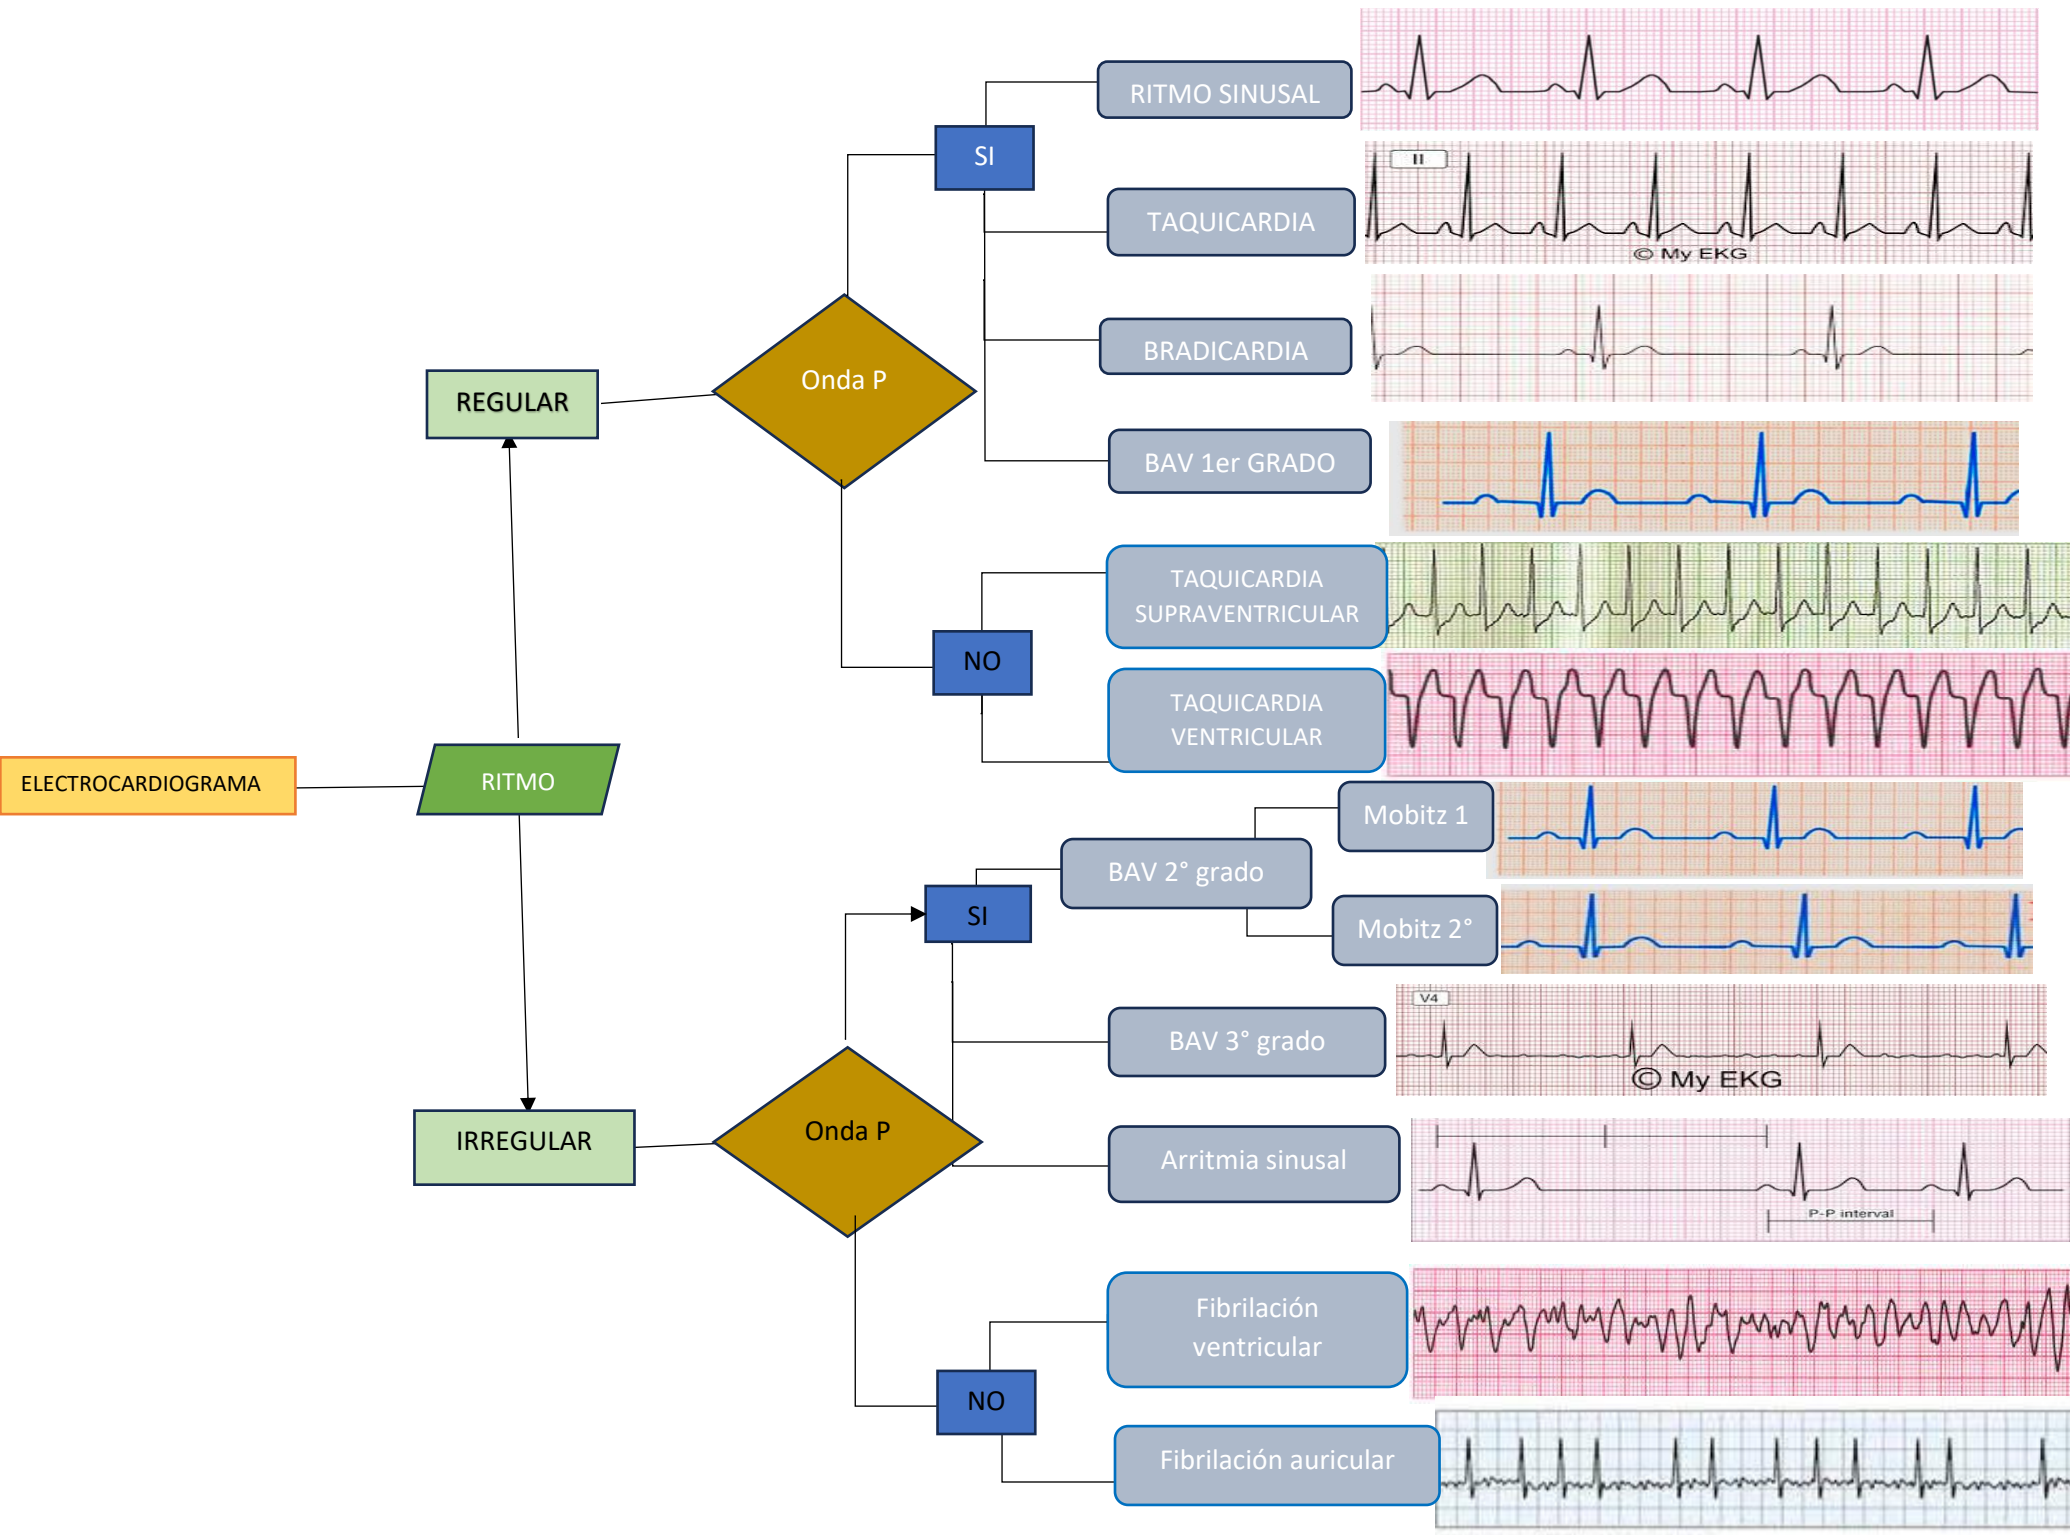 RITMO SINUSAL
SI
II
TAQUICARDIA
© My EKG
BRADICARDIA
Onda P
REGULAR
BAV 1er GRADO
TAQUICARDIA
SUPRAVENTRICULAR
NO
TAQUICARDIA
VENTRICULAR
ELECTROCARDIOGRAMA
RITMO
Mobitz 1
BAV 2° grado
SI
Mobitz 2°
V4
BAV 3° grado
© My EKG
Onda P
IRREGULAR
Arritmia sinusal
P-P interval
Fibrilación
ventricular
NO
Fibrilación auricular